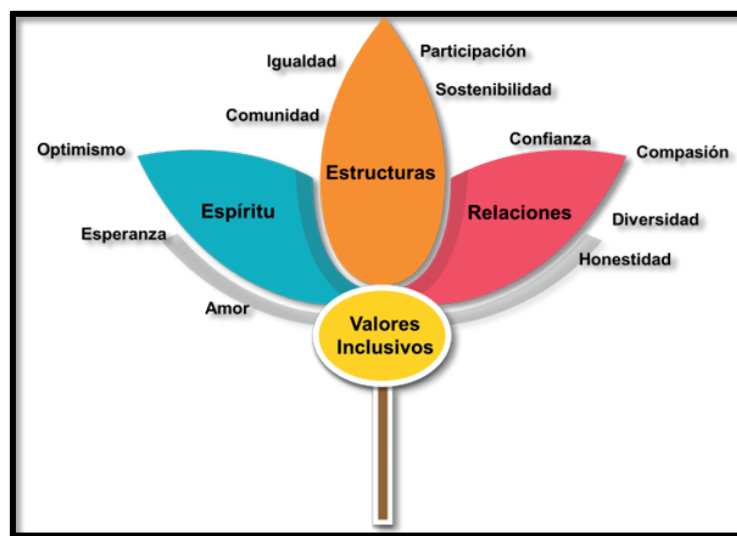 Igualdad
Participación
Sostenibilidad
Comunidad
Confianza
Optimismo
Compasión
Estructuras
Espíritu
Relaciones
Diversidad
Esperanza
Honestidad
Amor
Valores
Inclusivos